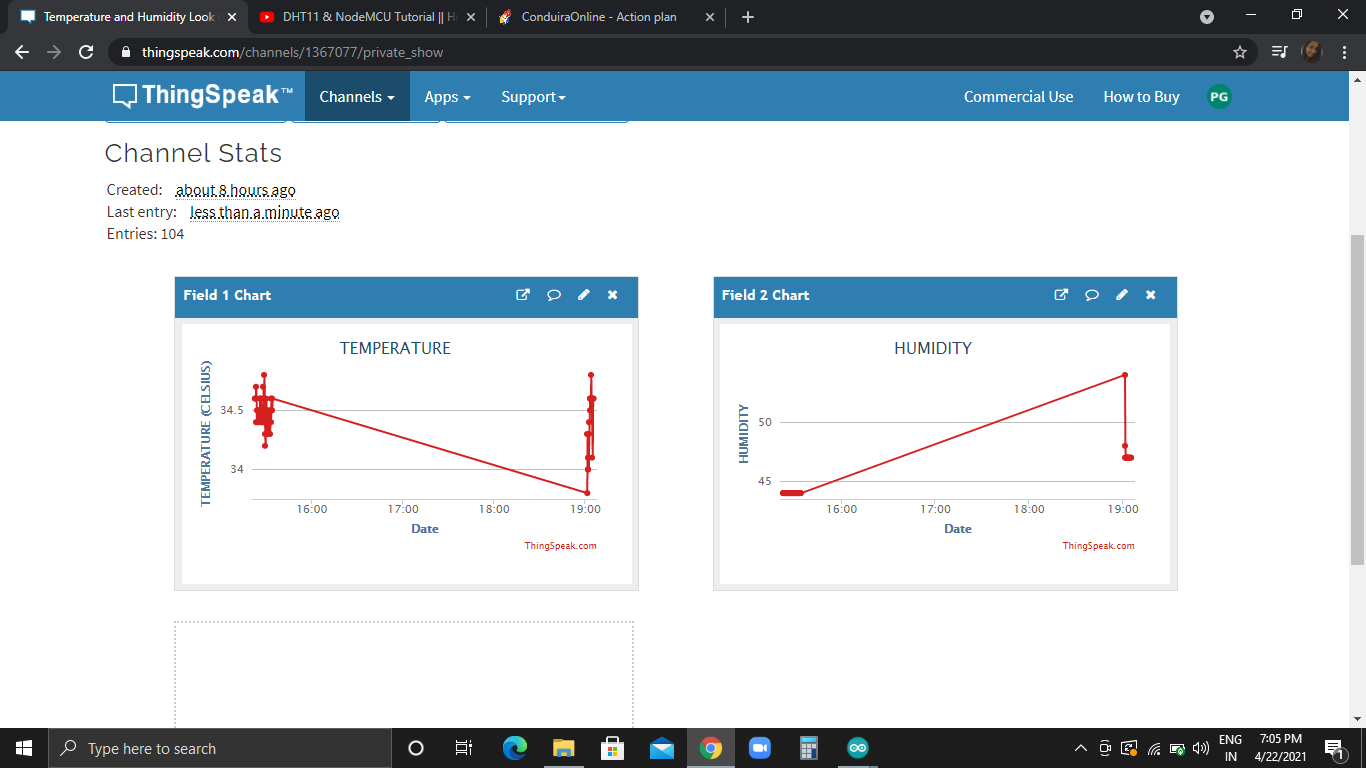 Temperature and Humidity Look
DHT11 & NodeMCU Tutorial || H
ConduiraOnline - Action plan
thingspeak.com/channels/1367077/private_show
ThingSpeak™
Channels
Apps
Support
Commercial Use
How to Buy
PG
Channel Stats
Created: about 8 hours ago
Last entry: less than a minute ago
Entries: 104
Field 1 Chart
TEMPERATURE
TEMPERATURE (CELSIUS)
34.5
34
16:00 17:00 18:00 19:00
Date
ThingSpeak.com
Field 2 Chart
HUMIDITY
HUMIDITY
50
45
16:00 17:00 18:00 19:00
Date
ThingSpeak.com
Type here to search
ENG
IN
7:05 PM
4/22/2021
1